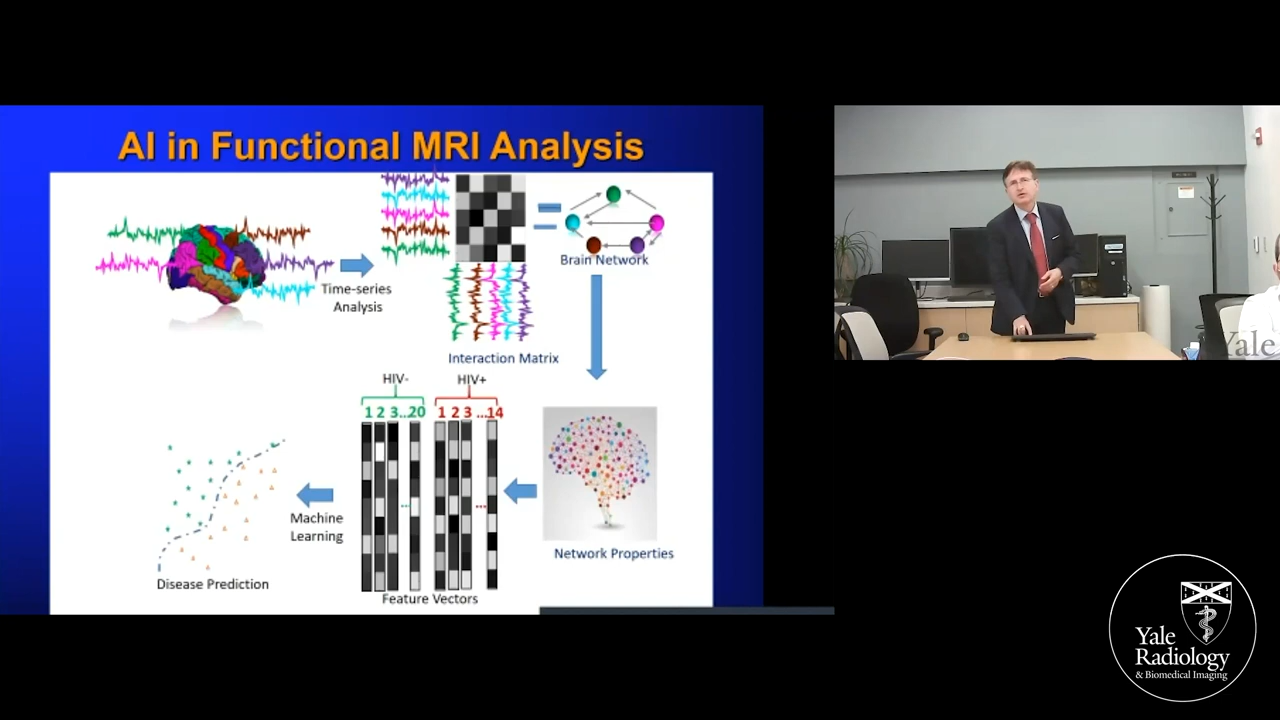 AI in Functional MRI Analysis
Time-series
Analysis
Brain Network
Interaction Matrix
HIV-
HIV+
1 2 3..20
1 2 3 ...14
Machine
Learning
Network Properties
Disease Prediction
Feature Vectors
Yale
Yale
Radiology
& Biomedical Imaging